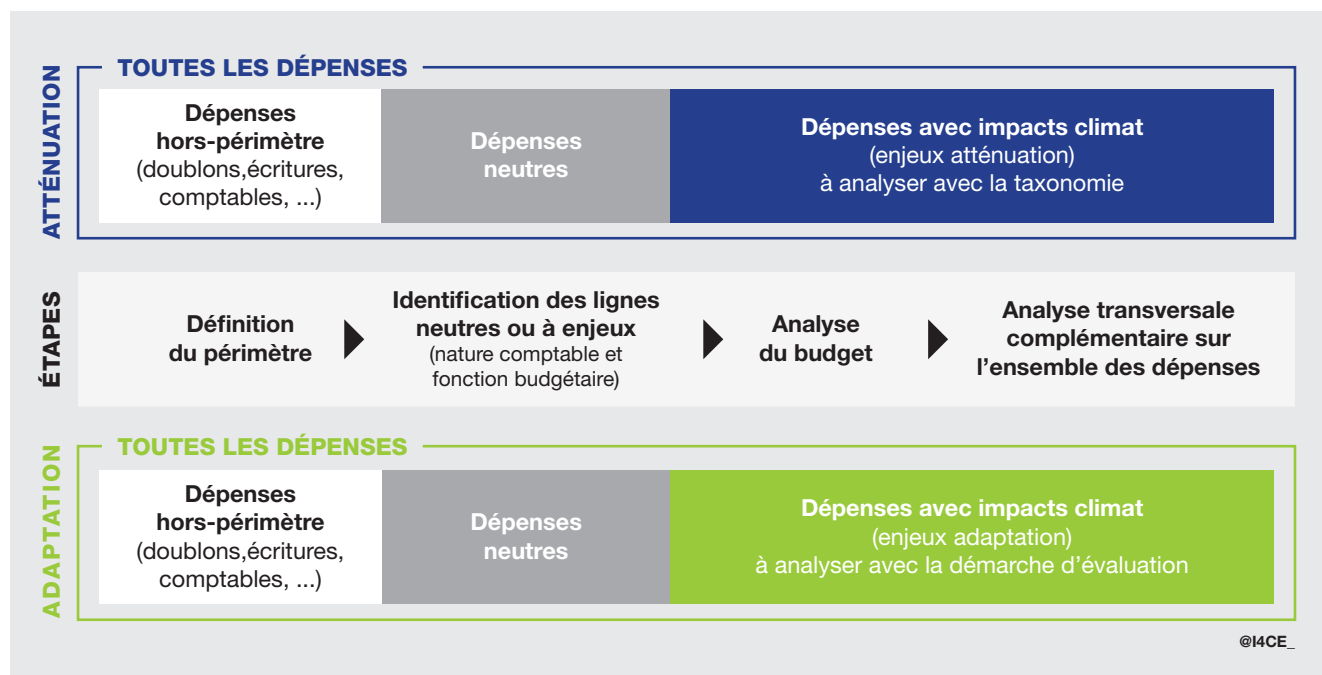 ATTÉNUATION
TOUTES LES DÉPENSES
Dépenses
hors-périmètre
(doublons,écritures,
comptables, ...)
Dépenses
neutres
Dépenses avec impacts climat
(enjeux atténuation)
à analyser avec la taxonomie
ÉTAPES
Définition
du périmètre
Identification des lignes
neutres ou à enjeux
(nature comptable et
fonction budgétaire)
Analyse
du budget
Analyse transversale
complémentaire sur
l'ensemble des dépenses
ADAPTATION
TOUTES LES DÉPENSES
Dépenses
hors-périmètre
(doublons,écritures,
comptables, ...)
Dépenses
neutres
Dépenses avec impacts climat
(enjeux adaptation)
à analyser avec la démarche d'évaluation
@I4CE_